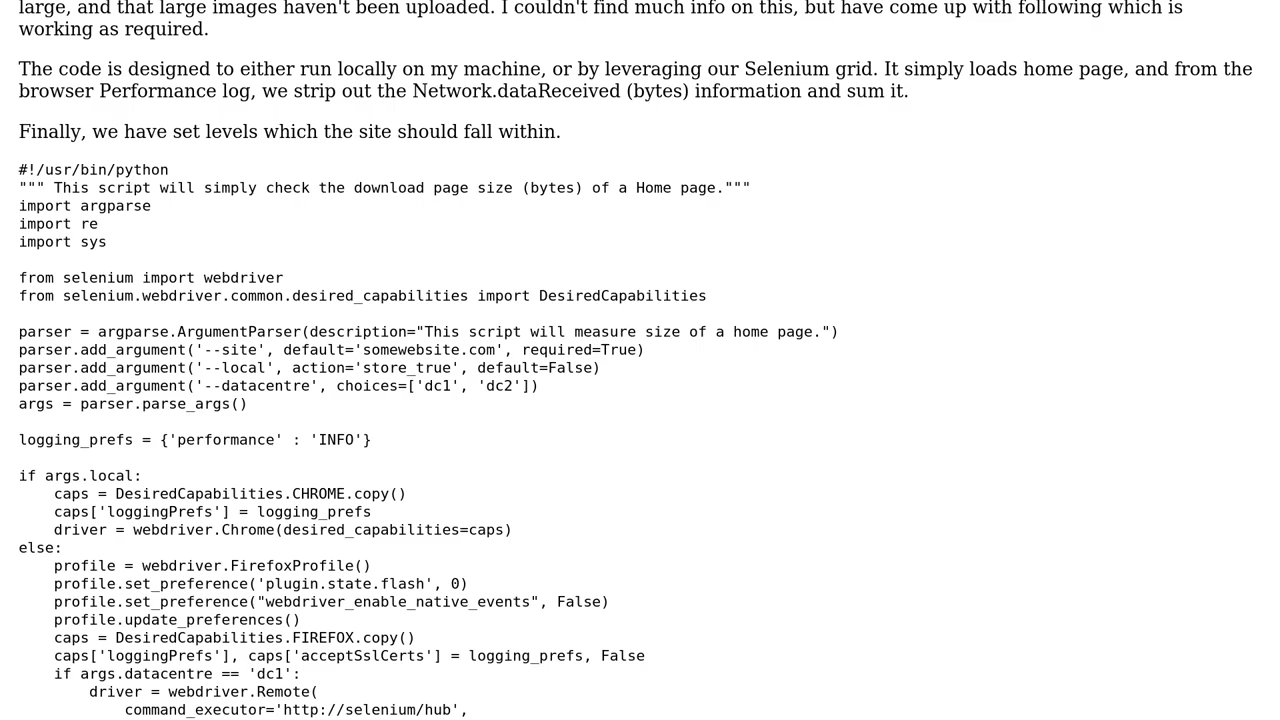 large, and that large images haven't been uploaded. I couldn't find much info on this, but have come up with following which is
working as required.
The code is designed to either run locally on my machine, or by leveraging our Selenium grid. It simply loads home page, and from the
browser Performance log, we strip out the Network.dataReceived (bytes) information and sum it.
Finally, we have set levels which the site should fall within.
#!/usr/bin/python
""" This script will simply check the download page size (bytes) of a Home page."""
import argparse
import re
import sys
from selenium import webdriver
from selenium.webdriver.common.desired_capabilities import DesiredCapabilities
parser = argparse.ArgumentParser(description="This script will measure size of a home page.")
parser.add_argument('--site', default='somewebsite.com', required=True)
parser.add_argument('--local', action='store_true', default=False)
parser.add_argument('--datacentre', choices=['dc1', 'dc2'])
args = parser.parse_args()
logging_prefs = {'performance' : 'INFO'}
if args.local:
    caps = DesiredCapabilities.CHROME.copy()
    caps['loggingPrefs'] = logging_prefs
    driver = webdriver.Chrome(desired_capabilities=caps)
else:
    profile = webdriver.FirefoxProfile()
    profile.set_preference('plugin.state.flash', 0)
    profile.set_preference("webdriver_enable_native_events", False)
    profile.update_preferences()
    caps = DesiredCapabilities.FIREFOX.copy()
    caps['loggingPrefs'], caps['acceptSslCerts'] = logging_prefs, False
    if args.datacentre == 'dc1':
        driver = webdriver.Remote(
            command_executor='http://selenium/hub',